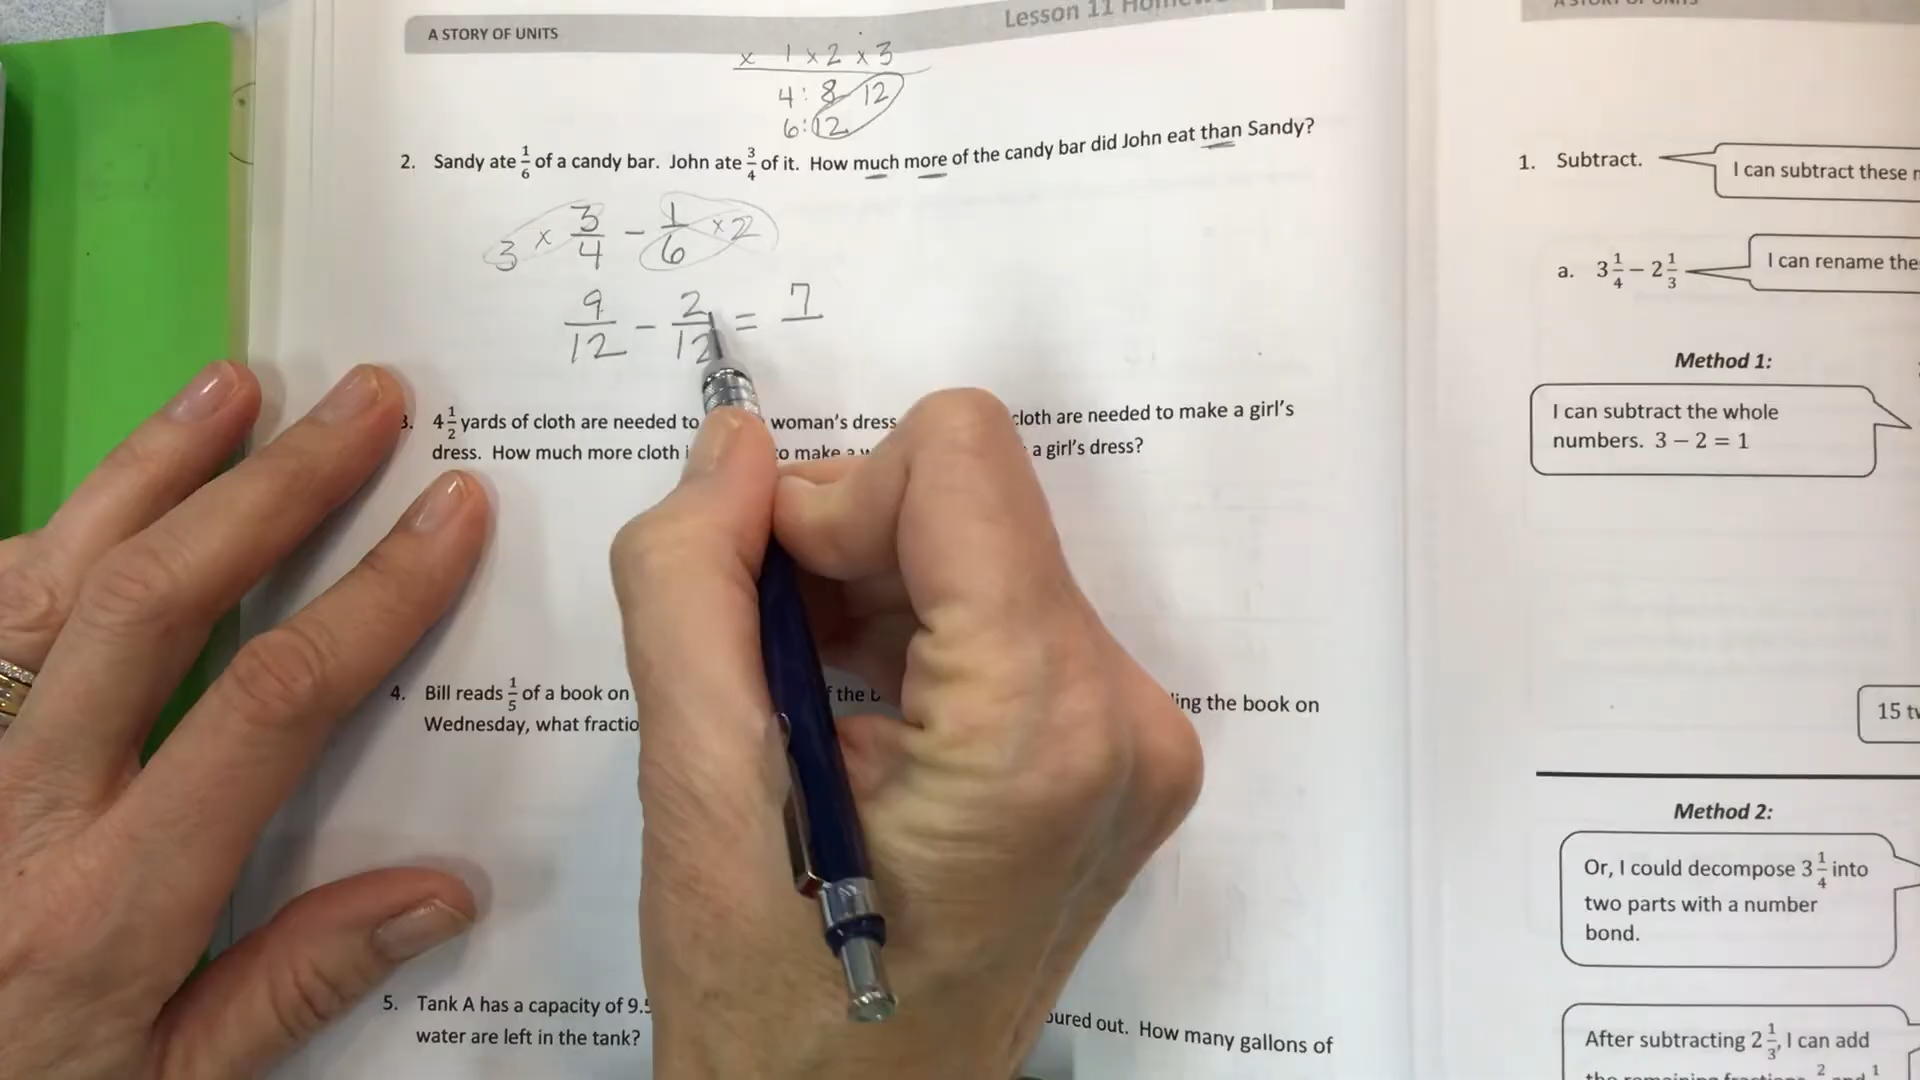 A STORY OF UNITS
Lesson 11
x 1 x 2 x 3
4: 8 12
6: 12
2. Sandy ate 1/6 of a candy bar. John ate 3/4 of it. How much more of the candy bar did John eat than Sandy?
3 x 3/4 - 1/6 x 2
9/12 - 2/12 = 7
3. 4 1/2 yards of cloth are needed to woman's dress cloth are needed to make a girl's
dress. How much more cloth to make a a girl's dress?
4. Bill reads 1/5 of a book on the ing the book on
Wednesday, what
5. Tank A has a capacity of 9. oured out. How many gallons of
water are left in the tank?
1. Subtract.
I can subtract these
a. 3 1/4 − 2 1/3
I can rename the
Method 1:
I can subtract the whole
numbers. 3 − 2 = 1
15
Method 2:
Or, I could decompose 3 1/4 into
two parts with a number
bond.
After subtracting 2 1/3, I can add